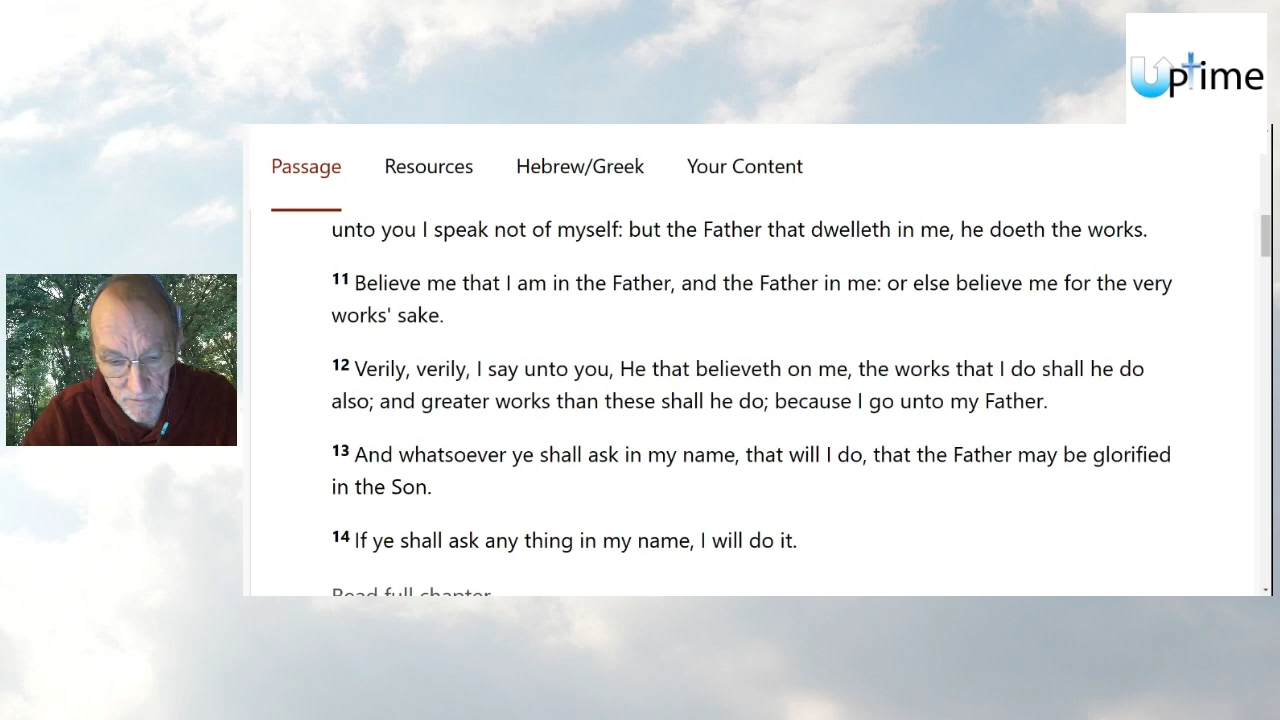 Uptime
Passage Resources Hebrew/Greek Your Content
unto you I speak not of myself: but the Father that dwelleth in me, he doeth the works.
11 Believe me that I am in the Father, and the Father in me: or else believe me for the very
works' sake.
12 Verily, verily, I say unto you, He that believeth on me, the works that I do shall he do
also; and greater works than these shall he do; because I go unto my Father.
13 And whatsoever ye shall ask in my name, that will I do, that the Father may be glorified
in the Son.
14 If ye shall ask any thing in my name, I will do it.
Read full chapter